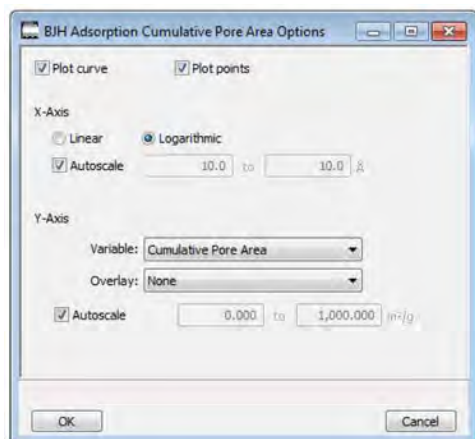 BJH Adsorption Cumulative Pore Area Options
Plot curve Plot points
X-Axis
Linear Logarithmic
Autoscale 10.0 to 10.0 Å
Y-Axis
Variable: Cumulative Pore Area
Overlay: None
Autoscale 0.000 to 1,000.000 m²/g
OK Cancel